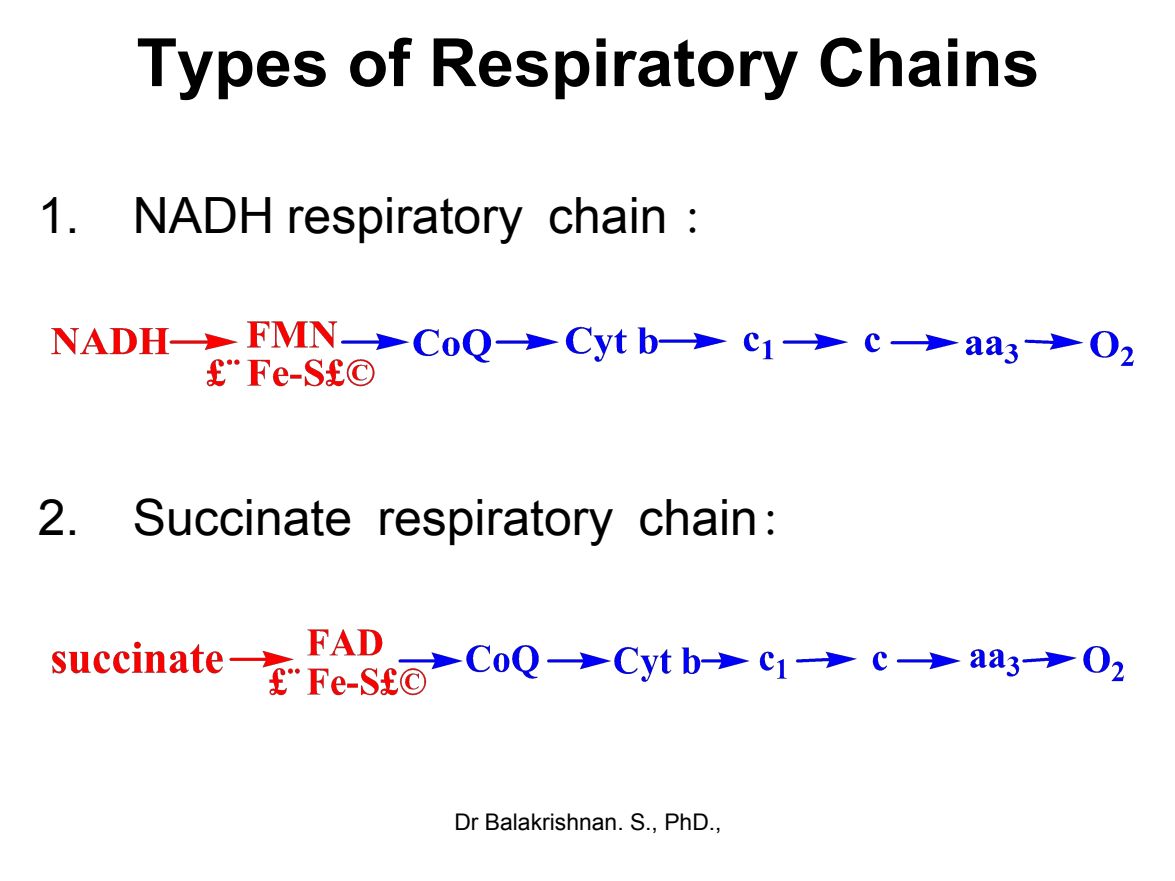 Types of Respiratory Chains
1. NADH respiratory chain :
NADH FMN CoQ Cyt b c₁ c aa₃ O₂
£¨ Fe-S£©
2. Succinate respiratory chain :
succinate FAD CoQ Cyt b c₁ c aa₃ O₂
£¨ Fe-S£©
Dr Balakrishnan. S., PhD.,